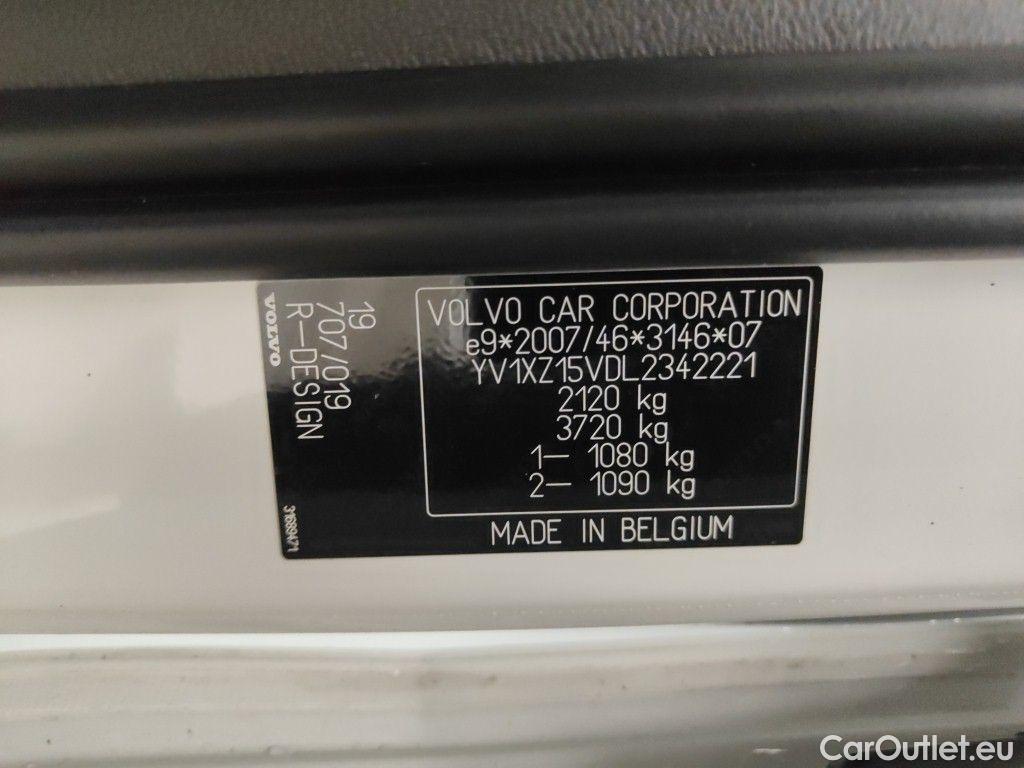 VOLVO
19
707/019
R-DESIGN
31689471
VOLVO CAR CORPORATION
e9*2007/46*3146*07
YV1XZ15VDL2342221
2120 kg
3720 kg
1— 1080 kg
2— 1090 kg
MADE IN BELGIUM
CarOutlet.eu